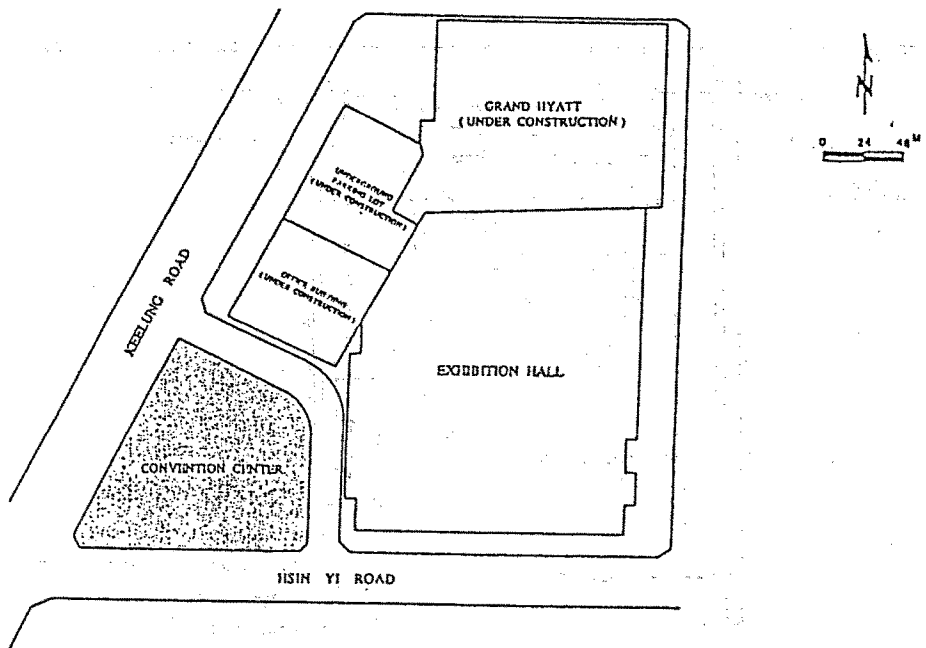 GRAND HYATT
( UNDER CONSTRUCTION )
N
0 24 48 M
UNDERGROUND
PARKING LOT
( UNDER CONSTRUCTION )
OFFICE BUILDING
( UNDER CONSTRUCTION )
KEELUNG ROAD
EXHIBITION HALL
CONVENTION CENTER
HSIN YI ROAD